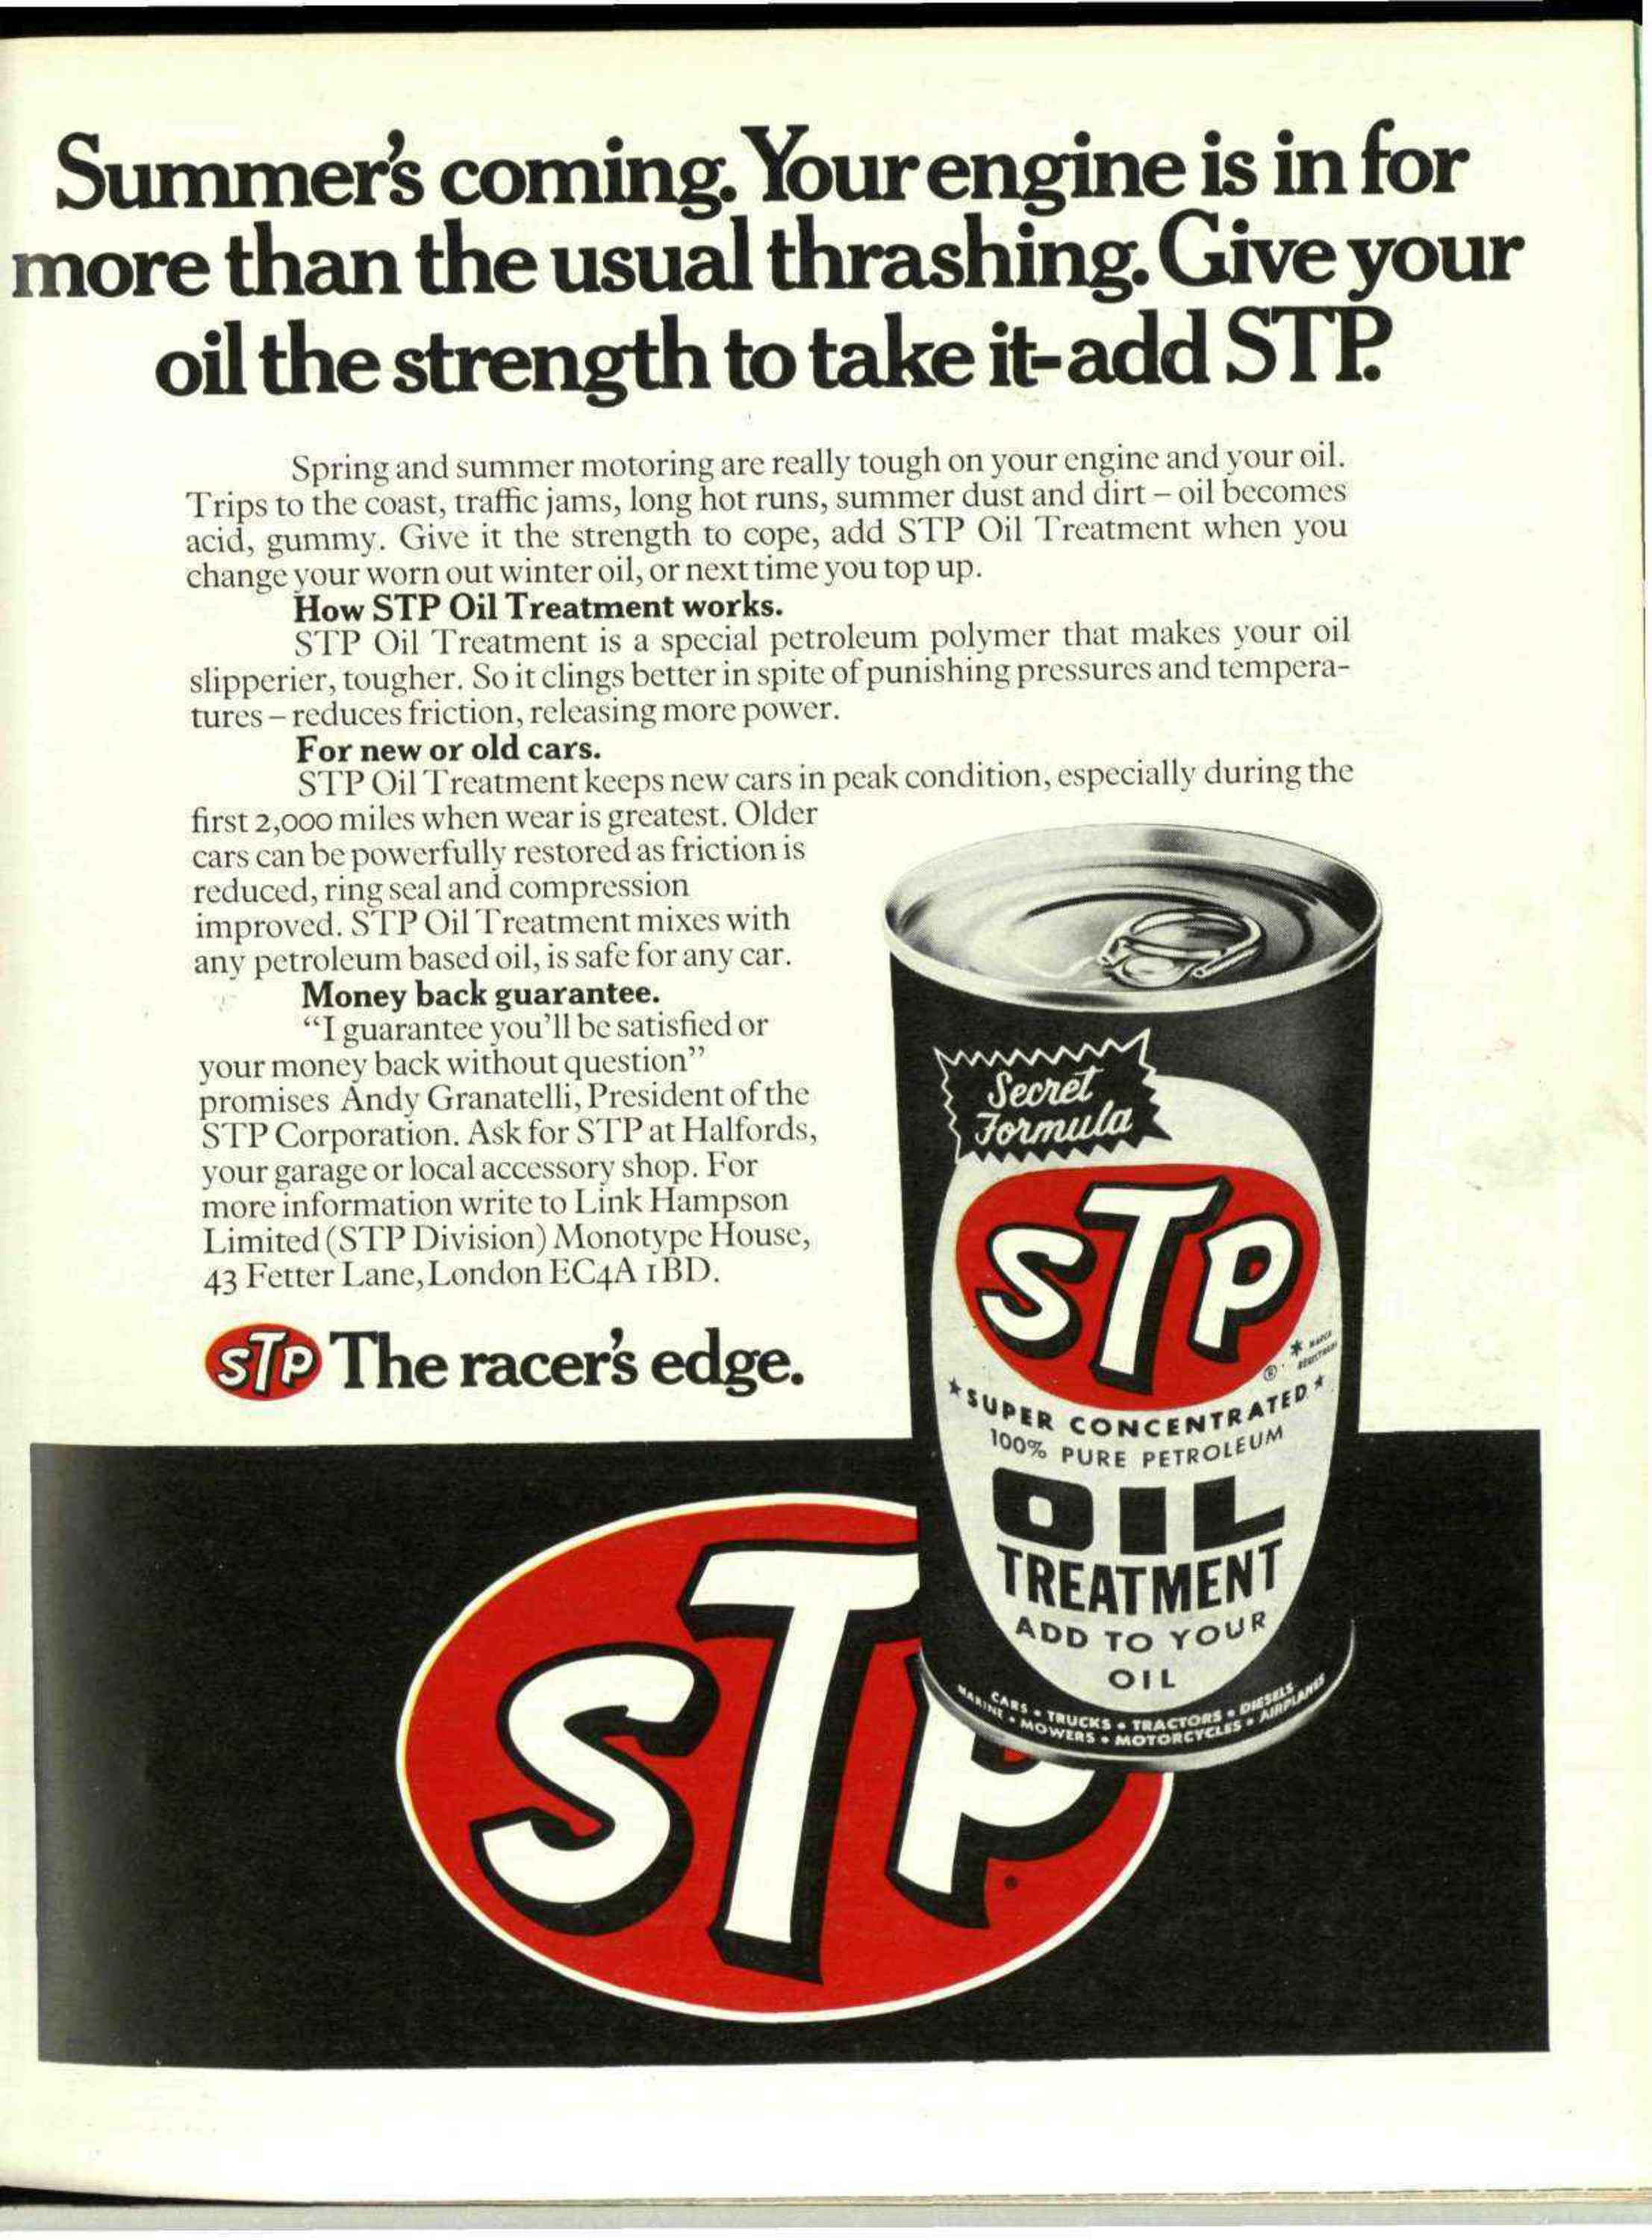 Summer's coming. Your engine is in for
more than the usual thrashing. Give your
oil the strength to take it-add STP.
Spring and summer motoring are really tough on your engine and your oil.
Trips to the coast, traffic jams, long hot runs, summer dust and dirt – oil becomes
acid, gummy. Give it the strength to cope, add STP Oil Treatment when you
change your worn out winter oil, or next time you top up.
How STP Oil Treatment works.
STP Oil Treatment is a special petroleum polymer that makes your oil
slipperier, tougher. So it clings better in spite of punishing pressures and tempera-
tures – reduces friction, releasing more power.
For new or old cars.
STP Oil Treatment keeps new cars in peak condition, especially during the
first 2,000 miles when wear is greatest. Older
cars can be powerfully restored as friction is
reduced, ring seal and compression
improved. STP Oil Treatment mixes with
any petroleum based oil, is safe for any car.
Money back guarantee.
“I guarantee you'll be satisfied or
your money back without question”
promises Andy Granatelli, President of the
STP Corporation. Ask for STP at Halfords,
your garage or local accessory shop. For
more information write to Link Hampson
Limited (STP Division) Monotype House,
43 Fetter Lane, London EC4A 1BD.
STP The racer's edge.
Secret
Formula
STP
® * MARCA
REGISTRADA
*SUPER CONCENTRATED*
100% PURE PETROLEUM
OIL
TREATMENT
ADD TO YOUR
OIL
CARS • TRUCKS • TRACTORS • DIESELS
MARINE • MOWERS • MOTORCYCLES • AIRPLANES
STP